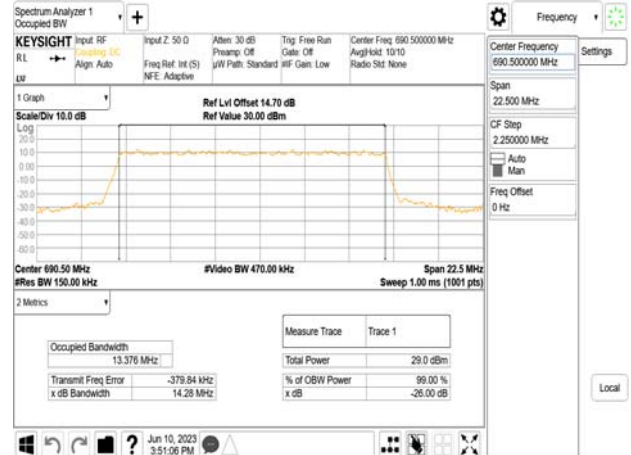 Spectrum Analyzer 1
Occupied BW
Frequency
KEYSIGHT
Input: RF
Coupling: DC
Align: Auto
Input Z: 50 Ω
Freq Ref: Int (S)
NFE: Adaptive
Atten: 30 dB
Preamp: Off
µW Path: Standard
Trig: Free Run
Gate: Off
#IF Gain: Low
Center Freq: 690.500000 MHz
Avg|Hold: 10/10
Radio Std: None
Center Frequency
690.500000 MHz
Settings
Span
22.500 MHz
CF Step
2.250000 MHz
Auto
Man
Freq Offset
0 Hz
Local
1 Graph
Scale/Div 10.0 dB
Ref Lvl Offset 14.70 dB
Ref Value 30.00 dBm
Log
20.0
10.0
0.00
-10.0
-20.0
-30.0
-40.0
-50.0
-60.0
Center 690.50 MHz
#Res BW 150.00 kHz
#Video BW 470.00 kHz
Span 22.5 MHz
Sweep 1.00 ms (1001 pts)
2 Metrics
Measure Trace
Trace 1
Occupied Bandwidth
13.376 MHz
Total Power
29.0 dBm
Transmit Freq Error
-379.84 kHz
% of OBW Power
99.00 %
x dB Bandwidth
14.28 MHz
x dB
-26.00 dB
Jun 10, 2023
3:51:06 PM